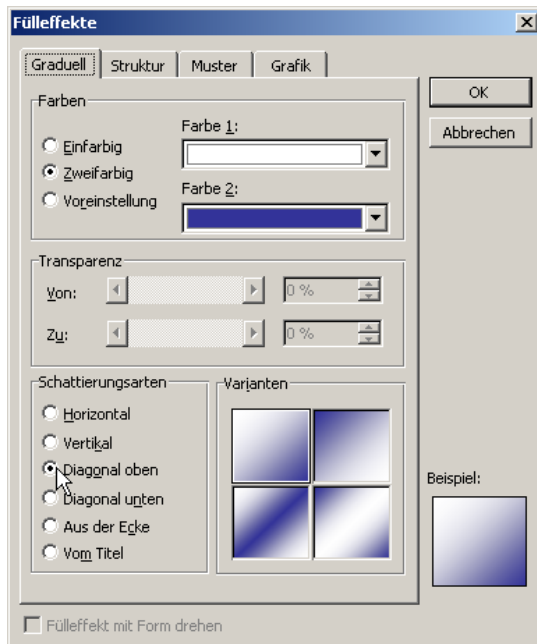 Fülleffekte
Graduell Struktur Muster Grafik
OK
Abbrechen
Farben
Einfarbig
Zweifarbig
Voreinstellung
Farbe 1:
Farbe 2:
Transparenz
Von: 0 %
Zu: 0 %
Schattierungsarten
Horizontal
Vertikal
Diagonal oben
Diagonal unten
Aus der Ecke
Vom Titel
Varianten
Beispiel:
Fülleffekt mit Form drehen